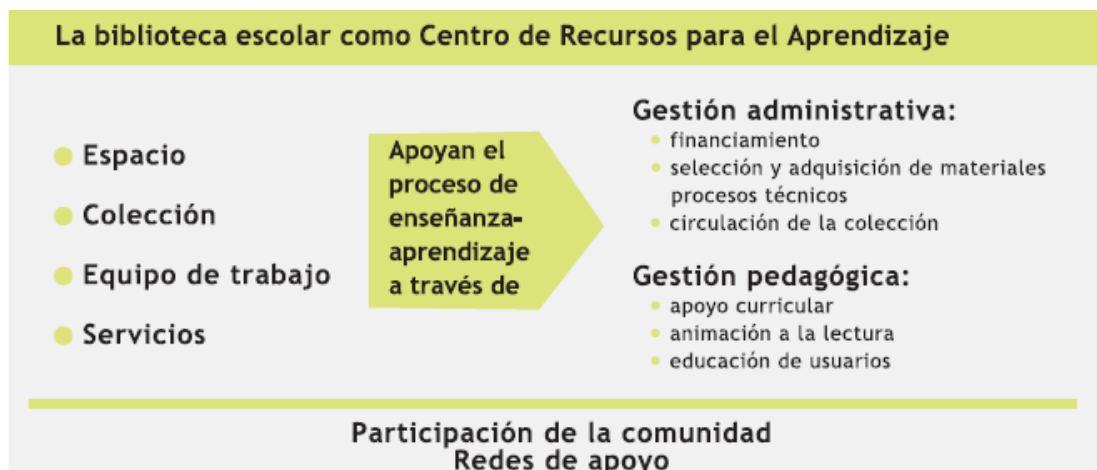 La biblioteca escolar como Centro de Recursos para el Aprendizaje
Espacio
Colección
Equipo de trabajo
Servicios
Apoyan el
proceso de
enseñanza-
aprendizaje
a través de
Gestión administrativa:
financiamiento
selección y adquisición de materiales
procesos técnicos
circulación de la colección
Gestión pedagógica:
apoyo curricular
animación a la lectura
educación de usuarios
Participación de la comunidad
Redes de apoyo